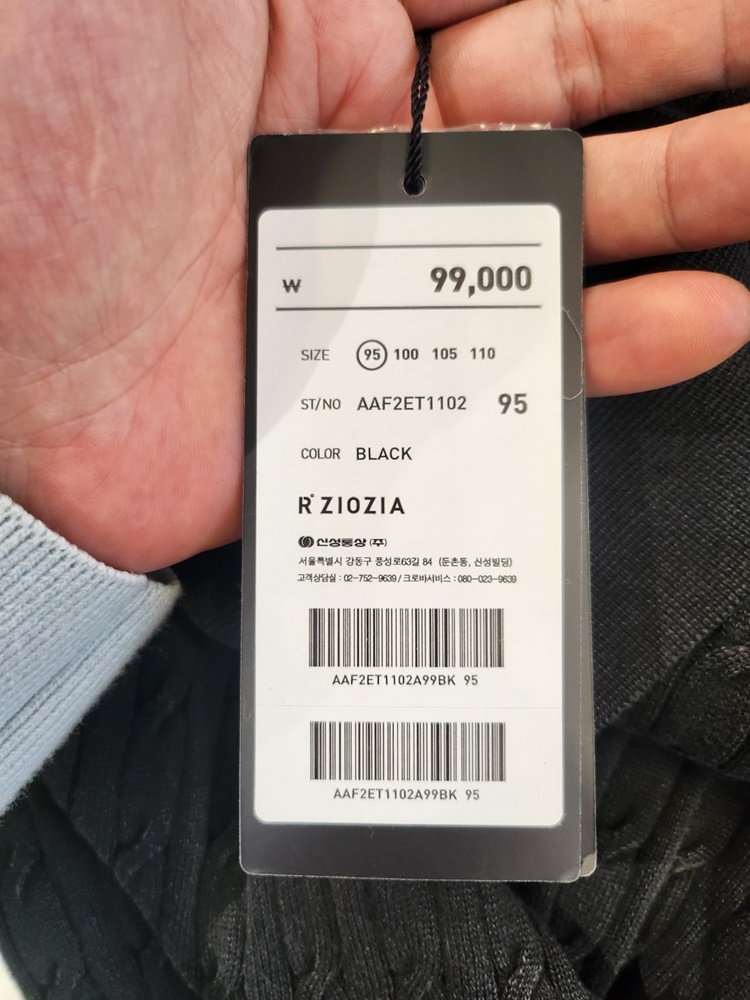 ₩ 99,000
SIZE 95 100 105 110
ST/NO AAF2ET1102 95
COLOR BLACK
R° ZIOZIA
신성통상 (주)
서울특별시 강동구 풍성로63길 84 (둔촌동, 신성빌딩)
고객상담실 : 02-752-9639 / 크로바서비스 : 080-023-9639
AAF2ET1102A99BK 95
AAF2ET1102A99BK 95